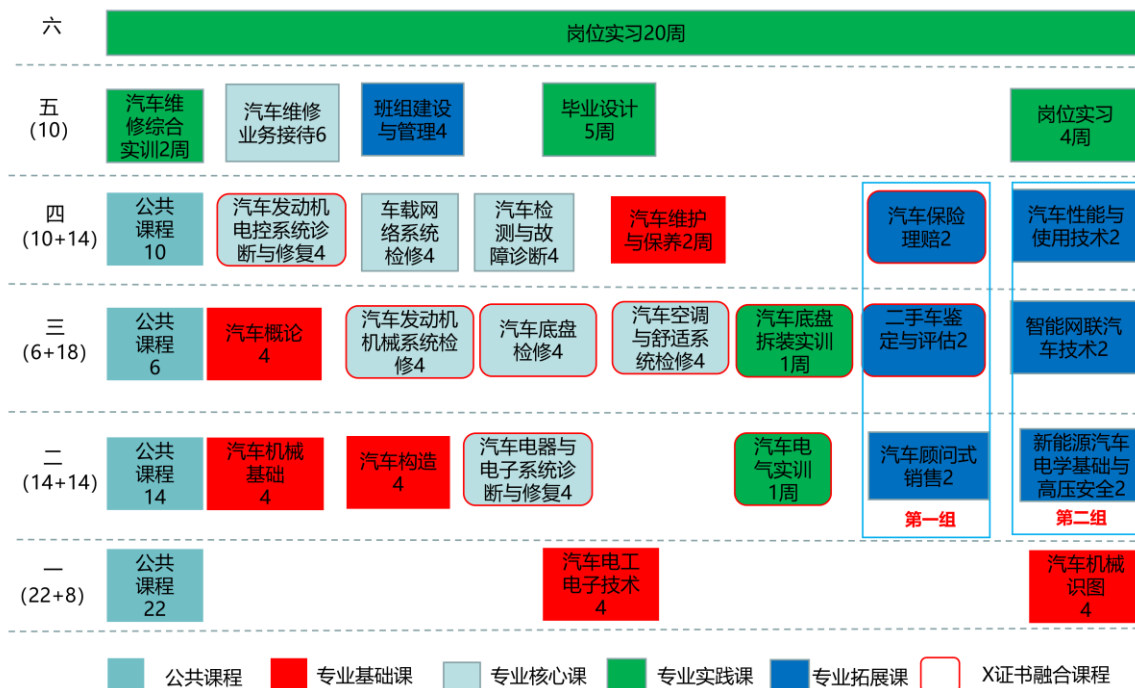 六
岗位实习20周
五
(10)
汽车维
修综合
实训2周
汽车维修
业务接待6
班组建设
与管理4
毕业设计
5周
岗位实习
4周
四
(10+14)
公共
课程
10
汽车发动机
电控系统诊
断与修复4
车载网
络系统
检修4
汽车检
测与故
障诊断4
汽车维护
与保养2周
汽车保险
理赔2
汽车性能与
使用技术2
三
(6+18)
公共
课程
6
汽车概论
4
汽车发动机
机械系统检
修4
汽车底盘
检修4
汽车空调
与舒适系
统检修4
汽车底盘
拆装实训
1周
二手车鉴
定与评估2
智能网联汽
车技术2
二
(14+14)
公共
课程
14
汽车机械
基础
4
汽车构造
4
汽车电器与
电子系统诊
断与修复4
汽车电
气实训
1周
汽车顾问式
销售2
新能源汽车
电学基础与
高压安全2
第一组
第二组
一
(22+8)
公共
课程
22
汽车电工
电子技术
4
汽车机械
识图
4
公共课程
专业基础课
专业核心课
专业实践课
专业拓展课
X证书融合课程